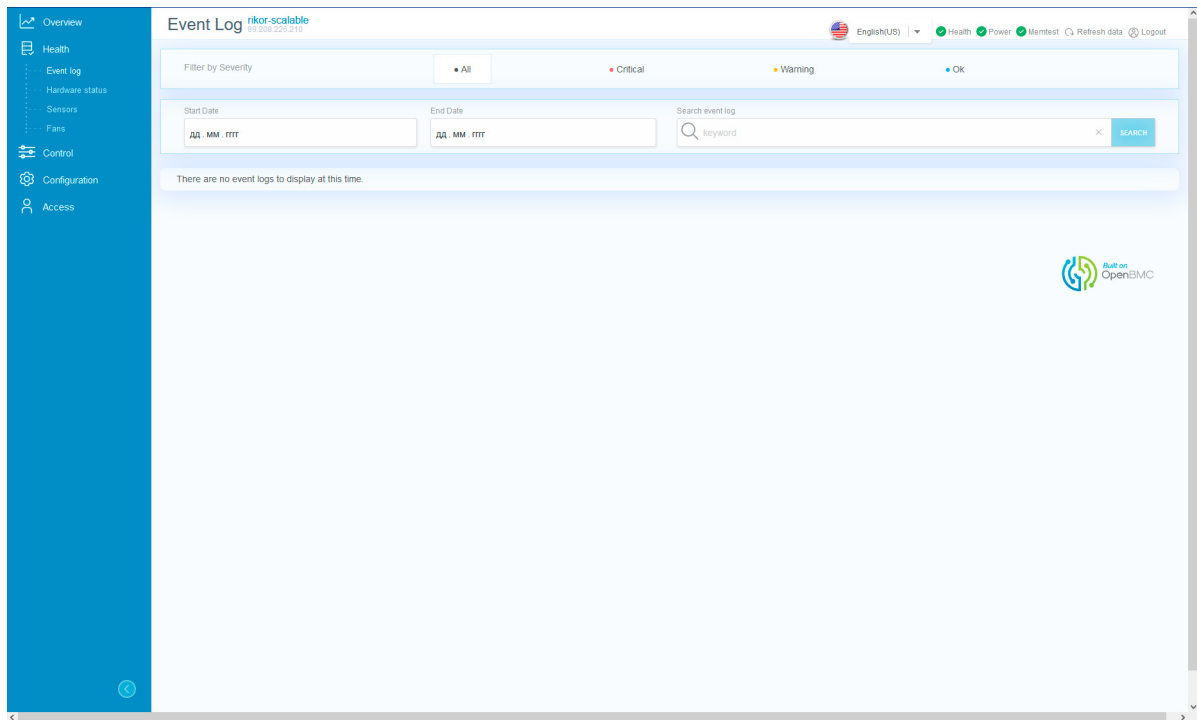 Overview
Health
Event log
Hardware status
Sensors
Fans
Control
Configuration
Access
Event Log rikor-scalable
89.208.225.210
English(US)
Health Power Memtest Refresh data Logout
Filter by Severity All Critical Warning Ok
Start Date End Date Search event log
дд . мм . гггг дд . мм . гггг keyword × SEARCH
There are no event logs to display at this time.
Built on
OpenBMC